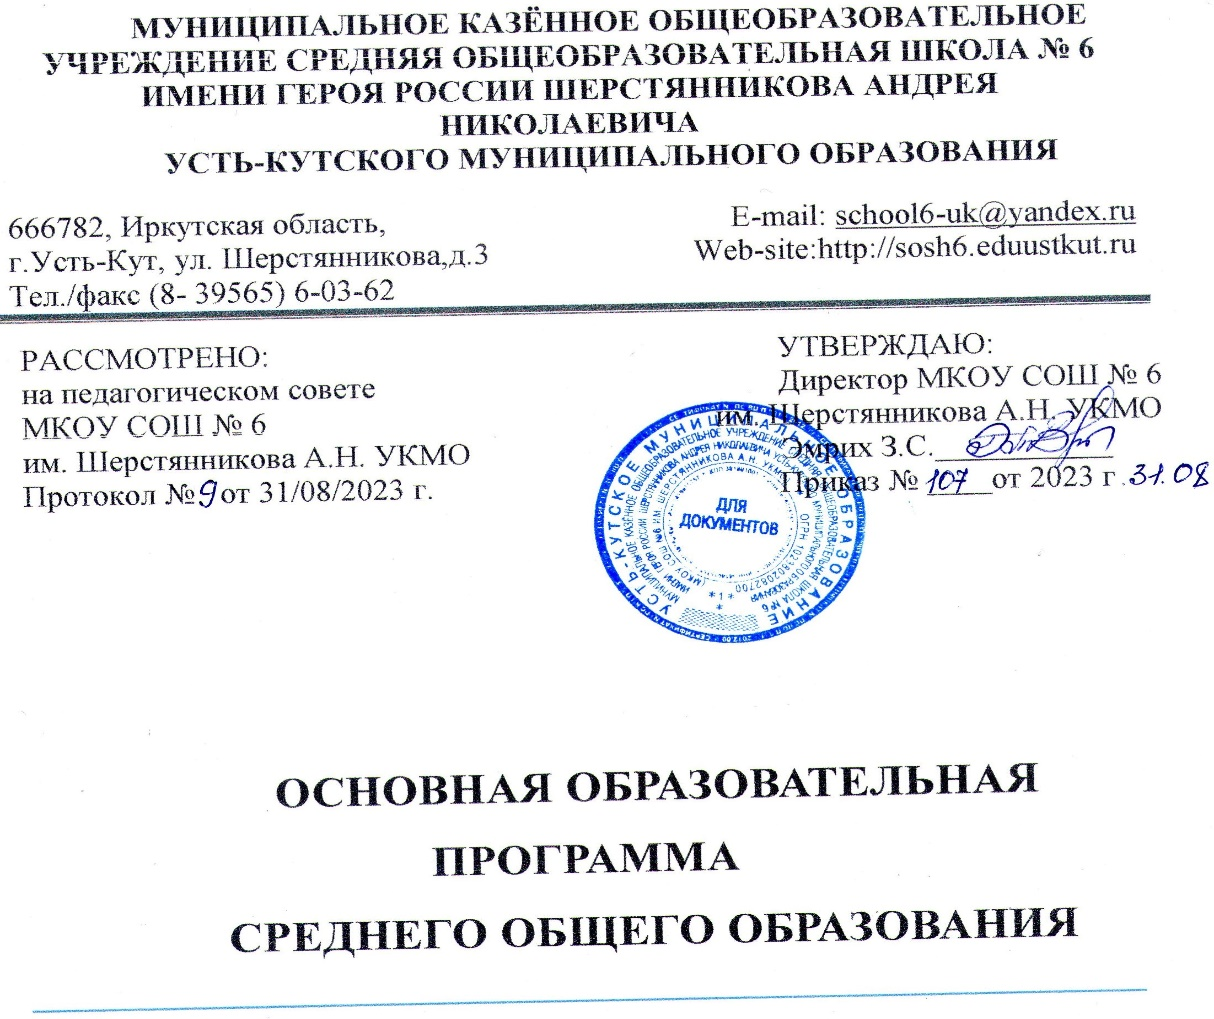 МУНИЦИПАЛЬНОЕ КАЗЁННОЕ ОБЩЕОБРАЗОВАТЕЛЬНОЕ
УЧРЕЖДЕНИЕ СРЕДНЯЯ ОБЩЕОБРАЗОВАТЕЛЬНАЯ ШКОЛА № 6
ИМЕНИ ГЕРОЯ РОССИИ ШЕРСТЯННИКОВА АНДРЕЯ
НИКОЛАЕВИЧА
УСТЬ-КУТСКОГО МУНИЦИПАЛЬНОГО ОБРАЗОВАНИЯ
666782, Иркутская область,
г.Усть-Кут, ул. Шерстянникова,д.3
Тел./факс (8- 39565) 6-03-62
E-mail: school6-uk@yandex.ru
Web-site:http://sosh6.eduustkut.ru
РАССМОТРЕНО:
на педагогическом совете
МКОУ СОШ № 6
им. Шерстянникова А.Н. УКМО
Протокол №9 от 31/08/2023 г.
УТВЕРЖДАЮ:
Директор МКОУ СОШ № 6
им. Шерстянникова А.Н. УКМО
Эмрих З.С.
Приказ № 107 от 2023 г. 31.08
УСТЬ-КУТСКОЕ МУНИЦИПАЛЬНОЕ ОБРАЗОВАНИЕ
ДЛЯ
ДОКУМЕНТОВ
ОСНОВНАЯ ОБРАЗОВАТЕЛЬНАЯ
ПРОГРАММА
СРЕДНЕГО ОБЩЕГО ОБРАЗОВАНИЯ